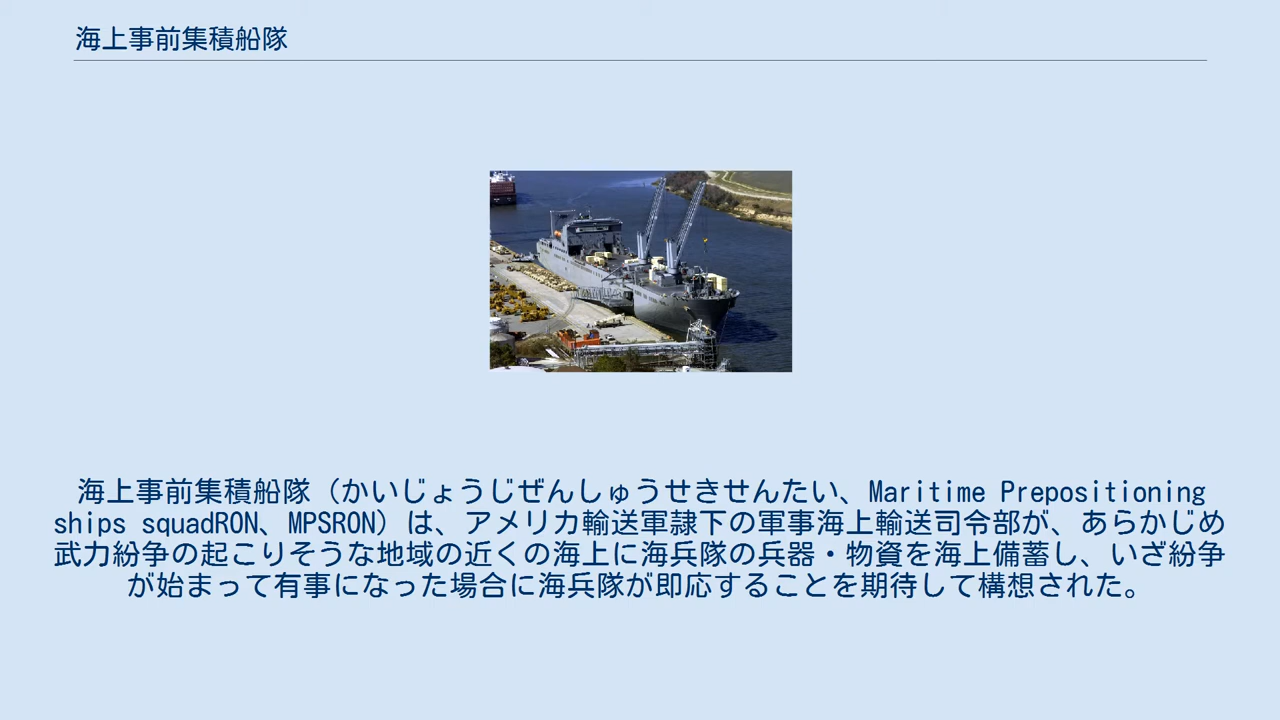 海上事前集積船隊
海上事前集積船隊（かいじょうじぜんしゅうせきせんたい、Maritime Prepositioning
ships squadRON、MPSRON）は、アメリカ輸送軍隷下の軍事海上輸送司令部が、あらかじめ
武力紛争の起こりそうな地域の近くの海上に海兵隊の兵器・物資を海上備蓄し、いざ紛争
が始まって有事になった場合に海兵隊が即応することを期待して構想された。